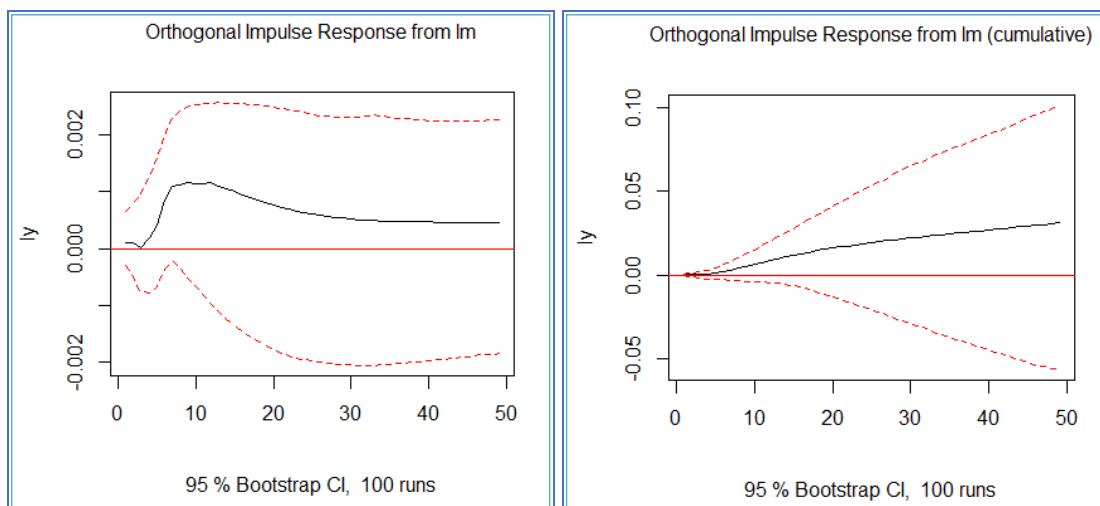 Orthogonal Impulse Response from lm
0.002
0.000
-0.002
ly
0 10 20 30 40 50
95 % Bootstrap CI, 100 runs
Orthogonal Impulse Response from lm (cumulative)
0.10
0.05
0.00
-0.05
ly
0 10 20 30 40 50
95 % Bootstrap CI, 100 runs